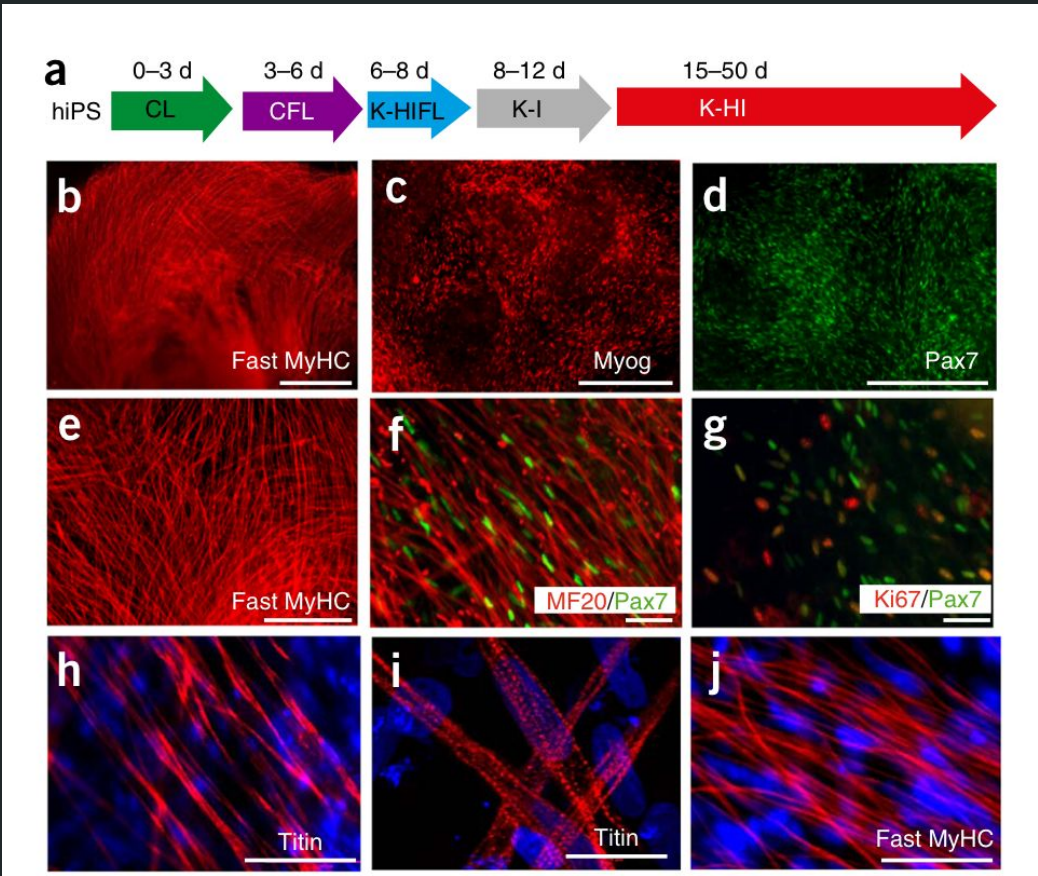 a
0–3 d 3–6 d 6–8 d 8–12 d 15–50 d
hiPS CL CFL K-HIFL K-I K-HI
b Fast MyHC
c Myog
d Pax7
e Fast MyHC
f MF20/Pax7
g Ki67/Pax7
h Titin
i Titin
j Fast MyHC